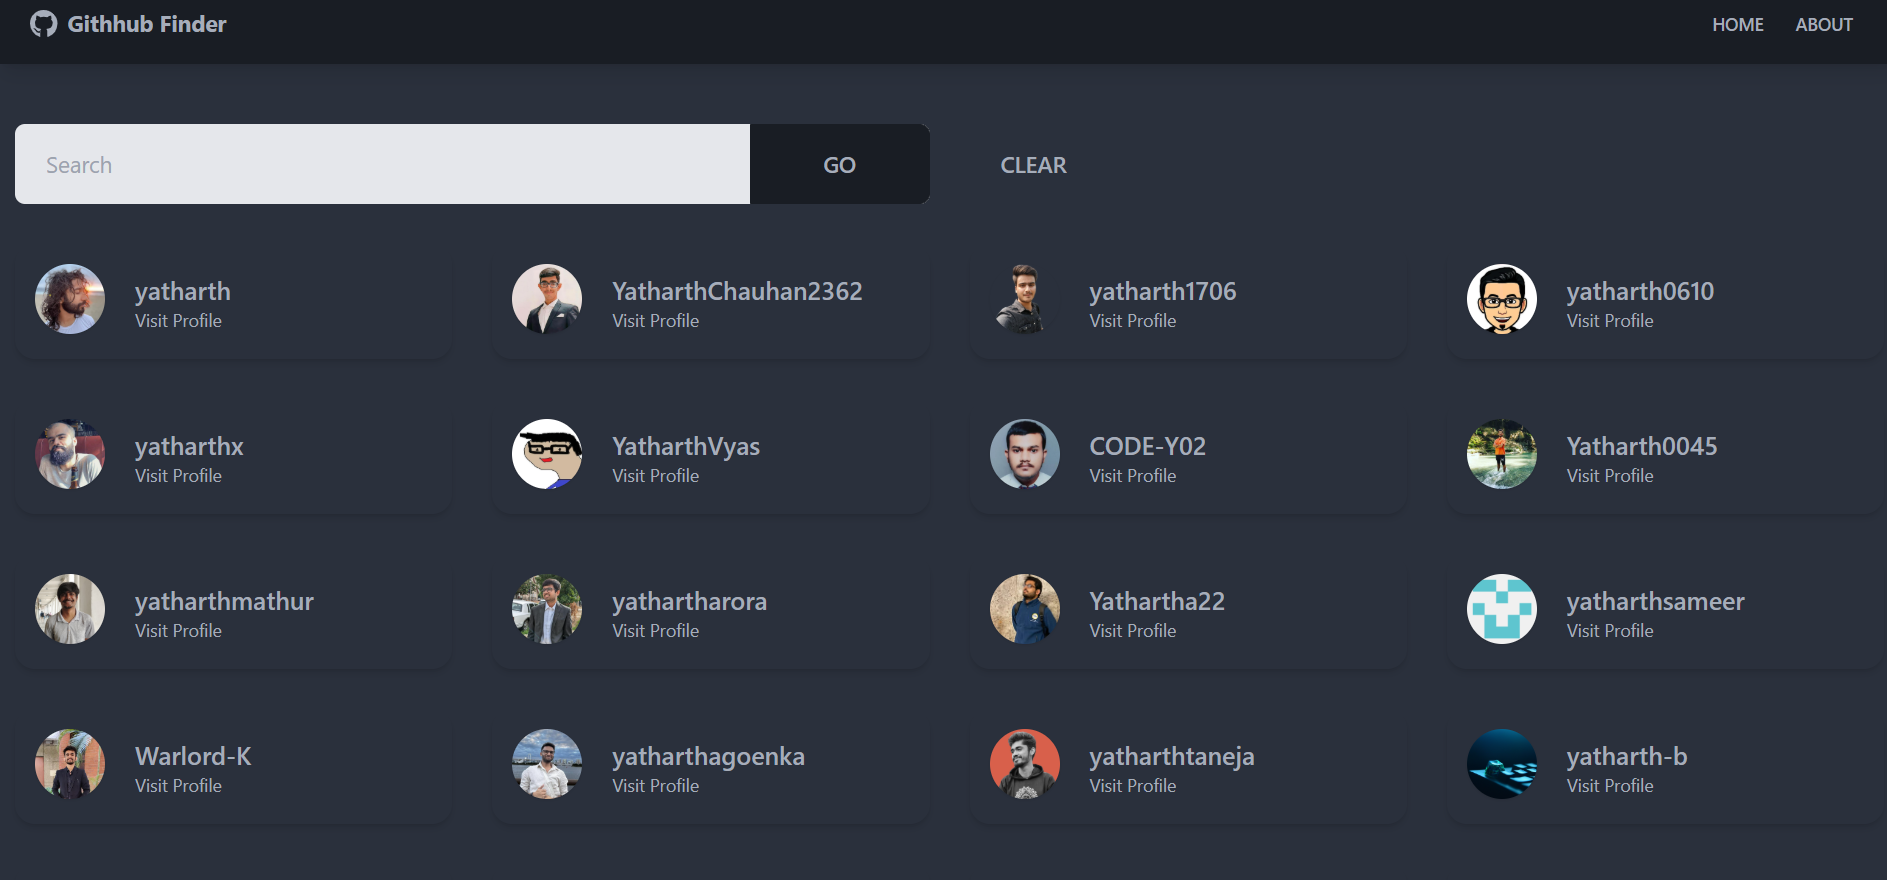 Githhub Finder
HOME ABOUT
Search GO CLEAR
yatharth
Visit Profile
YatharthChauhan2362
Visit Profile
yatharth1706
Visit Profile
yatharth0610
Visit Profile
yatharthx
Visit Profile
YatharthVyas
Visit Profile
CODE-Y02
Visit Profile
Yatharth0045
Visit Profile
yatharthmathur
Visit Profile
yathartharora
Visit Profile
Yathartha22
Visit Profile
yatharthsameer
Visit Profile
Warlord-K
Visit Profile
yatharthagoenka
Visit Profile
yatharthtaneja
Visit Profile
yatharth-b
Visit Profile